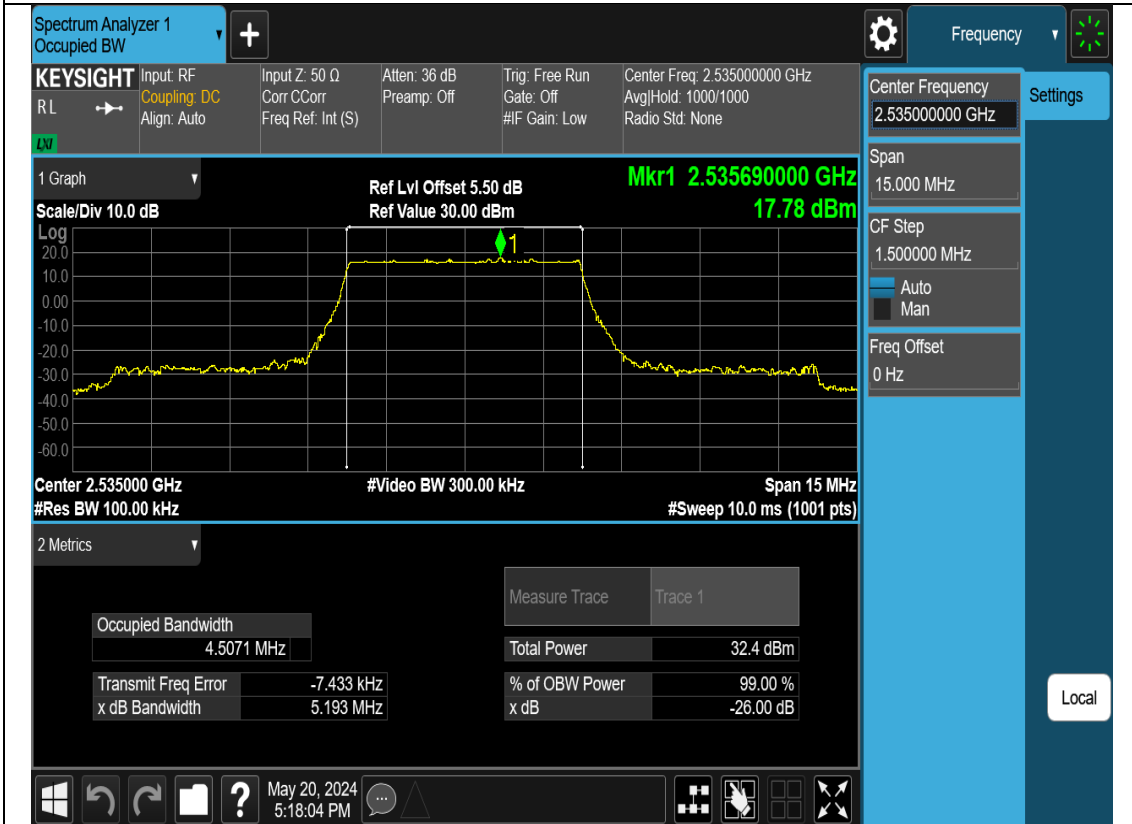 Spectrum Analyzer 1
Occupied BW
Frequency
KEYSIGHT
RL
LXI
Input: RF
Coupling: DC
Align: Auto
Input Z: 50 Ω
Corr CCorr
Freq Ref: Int (S)
Atten: 36 dB
Preamp: Off
Trig: Free Run
Gate: Off
#IF Gain: Low
Center Freq: 2.535000000 GHz
Avg|Hold: 1000/1000
Radio Std: None
Center Frequency
2.535000000 GHz
Settings
Span
15.000 MHz
CF Step
1.500000 MHz
Auto
Man
Freq Offset
0 Hz
Local
1 Graph
Scale/Div 10.0 dB
Ref Lvl Offset 5.50 dB
Ref Value 30.00 dBm
Mkr1 2.535690000 GHz
17.78 dBm
Log
1
20.0
10.0
0.00
-10.0
-20.0
-30.0
-40.0
-50.0
-60.0
Center 2.535000 GHz
#Video BW 300.00 kHz
Span 15 MHz
#Res BW 100.00 kHz
#Sweep 10.0 ms (1001 pts)
2 Metrics
Measure Trace
Trace 1
Occupied Bandwidth
4.5071 MHz
Total Power
32.4 dBm
Transmit Freq Error
-7.433 kHz
% of OBW Power
99.00 %
x dB Bandwidth
5.193 MHz
x dB
-26.00 dB
?
May 20, 2024
5:18:04 PM